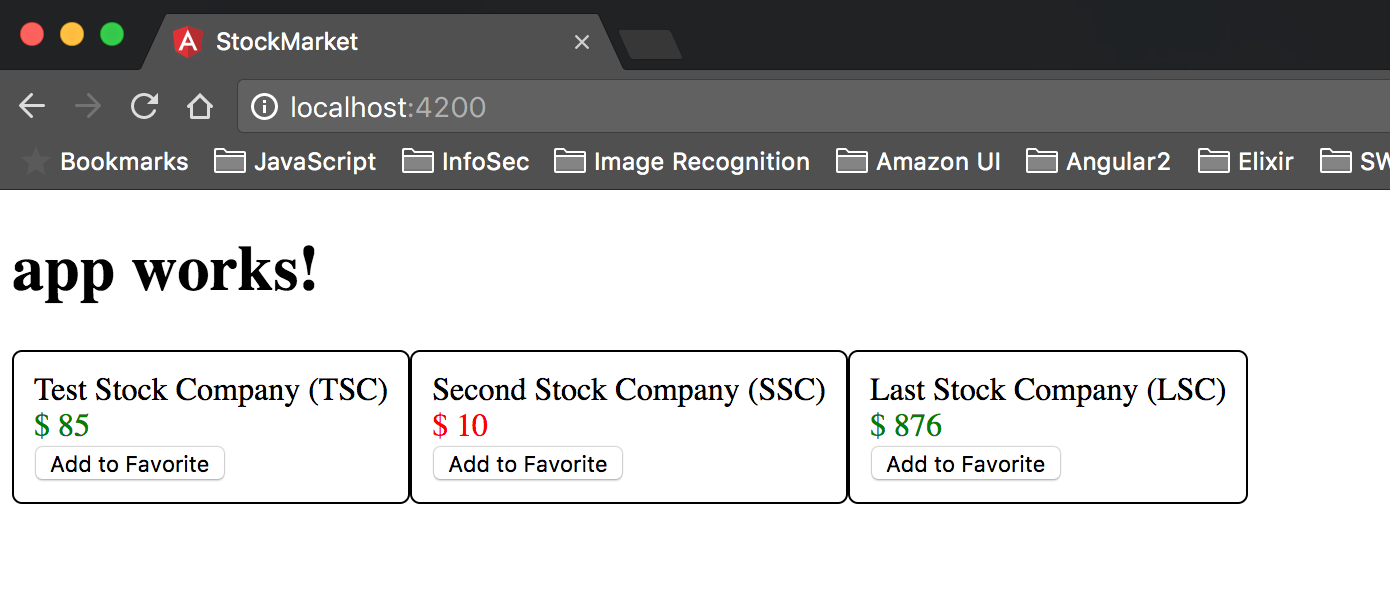 StockMarket
localhost:4200
Bookmarks JavaScript InfoSec Image Recognition Amazon UI Angular2 Elixir SW
app works!
Test Stock Company (TSC) Second Stock Company (SSC) Last Stock Company (LSC)
$ 85 $ 10 $ 876
Add to Favorite Add to Favorite Add to Favorite